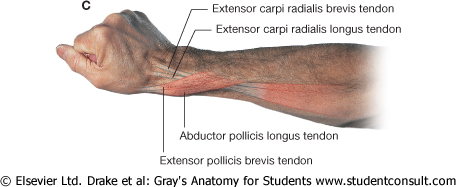 C
Extensor carpi radialis brevis tendon
Extensor carpi radialis longus tendon
Abductor pollicis longus tendon
Extensor pollicis brevis tendon
© Elsevier Ltd. Drake et al: Gray's Anatomy for Students www.studentconsult.com